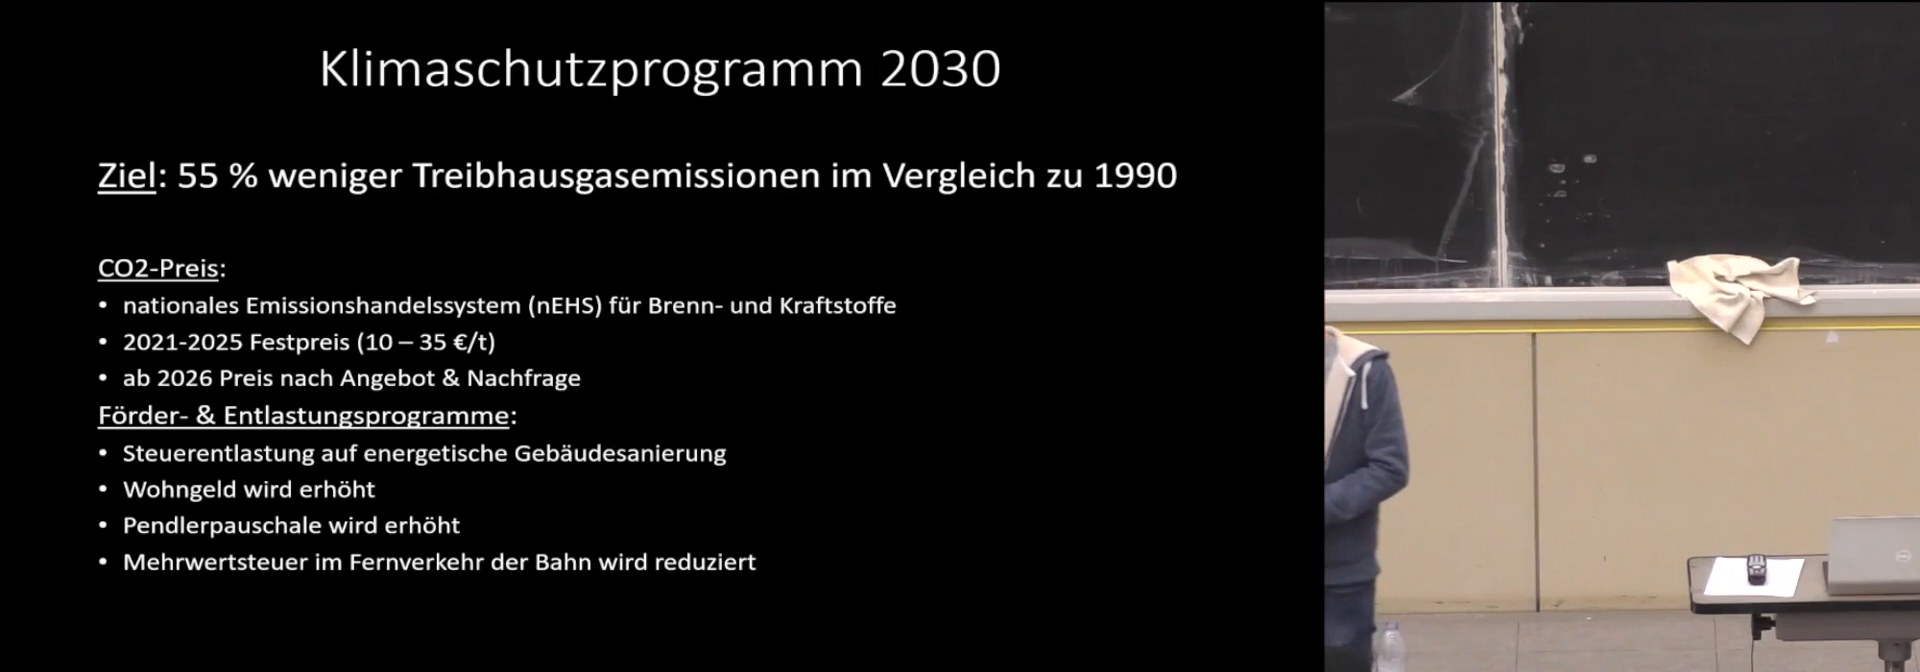 Klimaschutzprogramm 2030
Ziel: 55 % weniger Treibhausgasemissionen im Vergleich zu 1990
CO2-Preis:
• nationales Emissionshandelssystem (nEHS) für Brenn- und Kraftstoffe
• 2021-2025 Festpreis (10 – 35 €/t)
• ab 2026 Preis nach Angebot & Nachfrage
Förder- & Entlastungsprogramme:
• Steuerentlastung auf energetische Gebäudesanierung
• Wohngeld wird erhöht
• Pendlerpauschale wird erhöht
• Mehrwertsteuer im Fernverkehr der Bahn wird reduziert